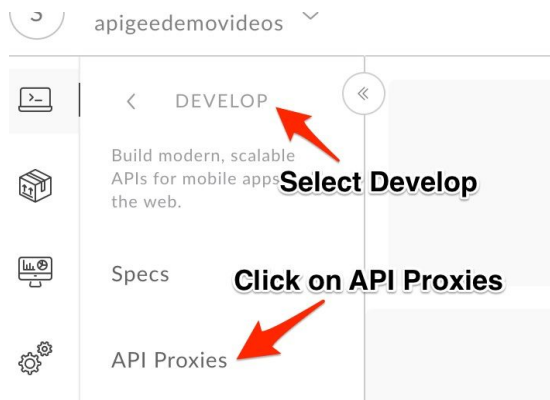 apigeedemovideos
DEVELOP
Build modern, scalable
APIs for mobile apps
the web.
Select Develop
Specs
Click on API Proxies
API Proxies